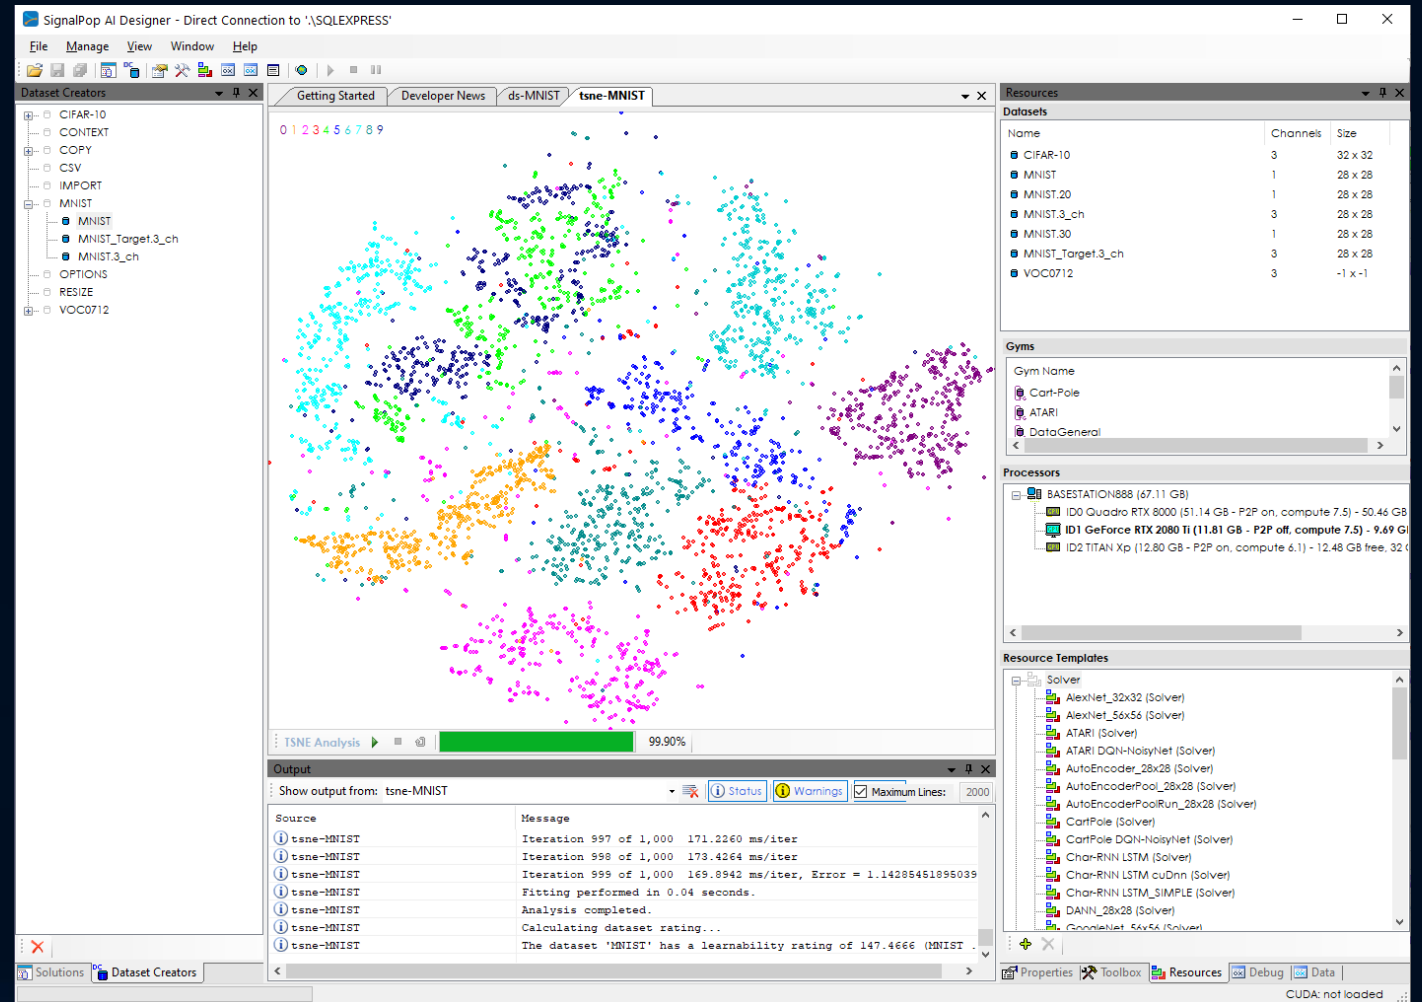 SignalPop AI Designer - Direct Connection to '.\SQLEXPRESS'
File Manage View Window Help
Dataset Creators
CIFAR-10
CONTEXT
COPY
CSV
IMPORT
MNIST
MNIST
MNIST_Target.3_ch
MNIST.3_ch
OPTIONS
RESIZE
VOC0712
Solutions Dataset Creators
Getting Started Developer News ds-MNIST tsne-MNIST
0 1 2 3 4 5 6 7 8 9
TSNE Analysis 99.90%
Output
Show output from: tsne-MNIST Status Warnings Maximum Lines: 2000
Source Message
tsne-MNIST Iteration 997 of 1,000 171.2260 ms/iter
tsne-MNIST Iteration 998 of 1,000 173.4264 ms/iter
tsne-MNIST Iteration 999 of 1,000 169.8942 ms/iter, Error = 1.14285451895039
tsne-MNIST Fitting performed in 0.04 seconds.
tsne-MNIST Analysis completed.
tsne-MNIST Calculating dataset rating...
tsne-MNIST The dataset 'MNIST' has a learnability rating of 147.4666 (MNIST .
Resources
Datasets
Name Channels Size
CIFAR-10 3 32 x 32
MNIST 1 28 x 28
MNIST.20 1 28 x 28
MNIST.3_ch 3 28 x 28
MNIST.30 1 28 x 28
MNIST_Target.3_ch 3 28 x 28
VOC0712 3 -1 x -1
Gyms
Gym Name
Cart-Pole
ATARI
DataGeneral
Processors
BASESTATION888 (67.11 GB)
ID0 Quadro RTX 8000 (51.14 GB - P2P on, compute 7.5) - 50.46 GB
ID1 GeForce RTX 2080 Ti (11.81 GB - P2P off, compute 7.5) - 9.69 G
ID2 TITAN Xp (12.80 GB - P2P on, compute 6.1) - 12.48 GB free, 32
Resource Templates
Solver
AlexNet_32x32 (Solver)
AlexNet_56x56 (Solver)
ATARI (Solver)
ATARI DQN-NoisyNet (Solver)
AutoEncoder_28x28 (Solver)
AutoEncoderPool_28x28 (Solver)
AutoEncoderPoolRun_28x28 (Solver)
CartPole (Solver)
CartPole DQN-NoisyNet (Solver)
Char-RNN LSTM (Solver)
Char-RNN LSTM cuDnn (Solver)
Char-RNN LSTM_SIMPLE (Solver)
DANN_28x28 (Solver)
GoogleNet_56x56 (Solver)
Properties Toolbox Resources Debug Data
CUDA: not loaded